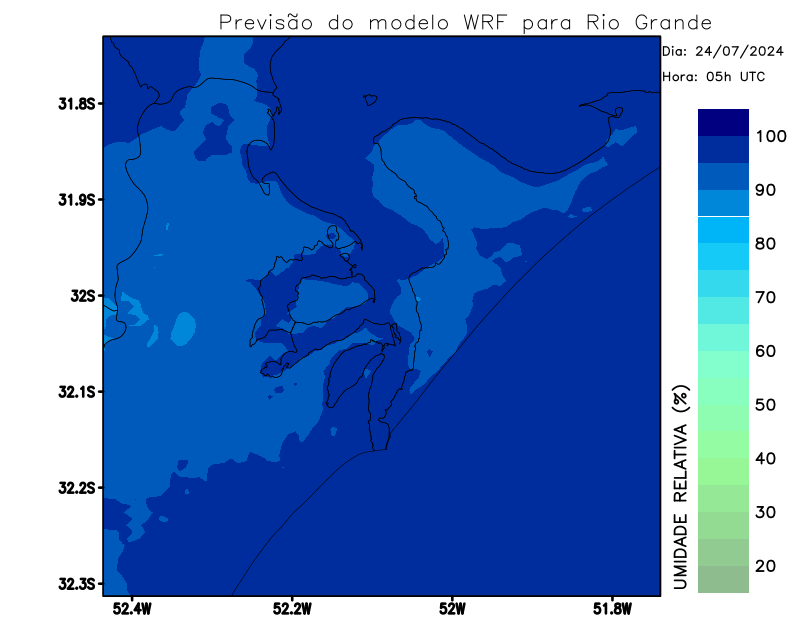 Previsão do modelo WRF para Rio Grande
Dia: 24/07/2024
Hora: 05h UTC
31.8S
31.9S
32S
32.1S
32.2S
32.3S
52.4W
52.2W
52W
51.8W
UMIDADE RELATIVA (%)
100
90
80
70
60
50
40
30
20